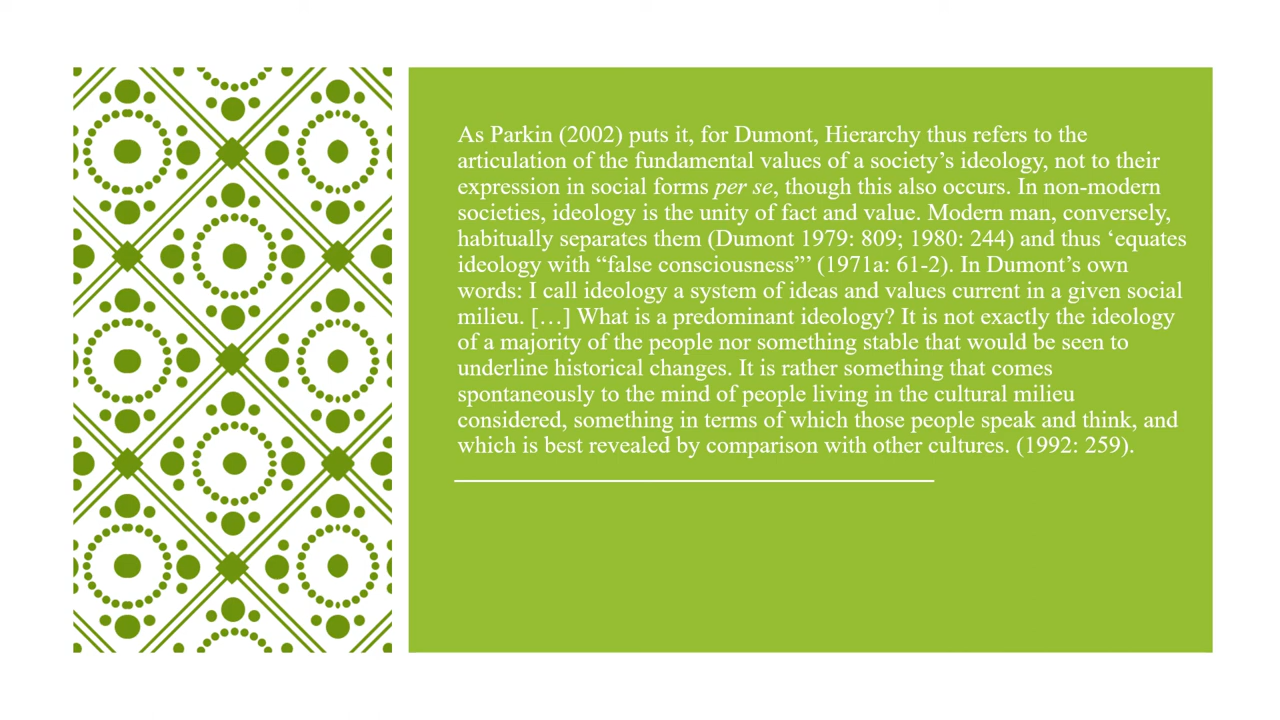 As Parkin (2002) puts it, for Dumont, Hierarchy thus refers to the
articulation of the fundamental values of a society’s ideology, not to their
expression in social forms per se, though this also occurs. In non-modern
societies, ideology is the unity of fact and value. Modern man, conversely,
habitually separates them (Dumont 1979: 809; 1980: 244) and thus ‘equates
ideology with “false consciousness”’ (1971a: 61-2). In Dumont’s own
words: I call ideology a system of ideas and values current in a given social
milieu. […] What is a predominant ideology? It is not exactly the ideology
of a majority of the people nor something stable that would be seen to
underline historical changes. It is rather something that comes
spontaneously to the mind of people living in the cultural milieu
considered, something in terms of which those people speak and think, and
which is best revealed by comparison with other cultures. (1992: 259).